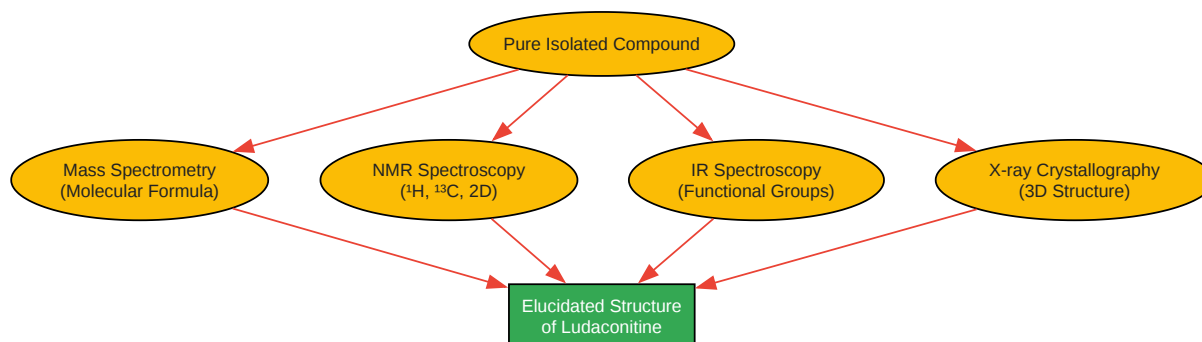 Pure Isolated Compound
Mass Spectrometry
(Molecular Formula)
NMR Spectroscopy
(¹H, ¹³C, 2D)
IR Spectroscopy
(Functional Groups)
X-ray Crystallography
(3D Structure)
Elucidated Structure
of Ludaconitine